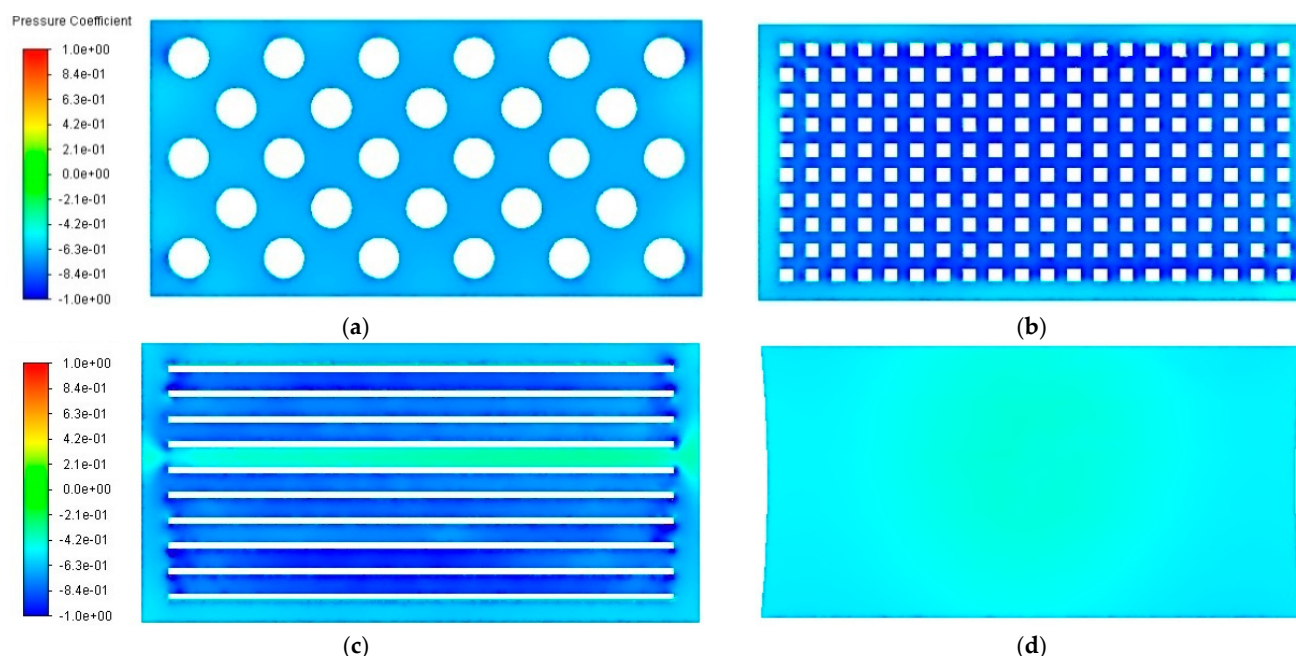 Pressure Coefficient
1.0e+00
8.4e-01
6.3e-01
4.2e-01
2.1e-01
0.0e+00
-2.1e-01
-4.2e-01
-6.3e-01
-8.4e-01
-1.0e+00
(a)
(b)
1.0e+00
8.4e-01
6.3e-01
4.2e-01
2.1e-01
0.0e+00
-2.1e-01
-4.2e-01
-6.3e-01
-8.4e-01
-1.0e+00
(c)
(d)